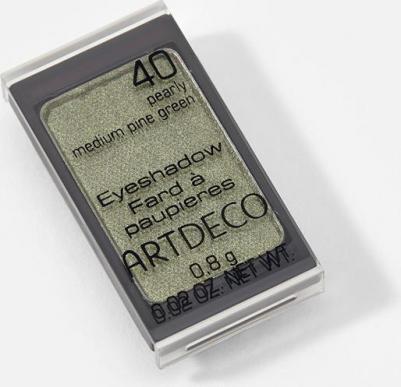 40
pearly
medium pine green
Eyeshadow
Fard à
paupieres
ARTDECO
0.8 g
0.02 OZ. NET WT.